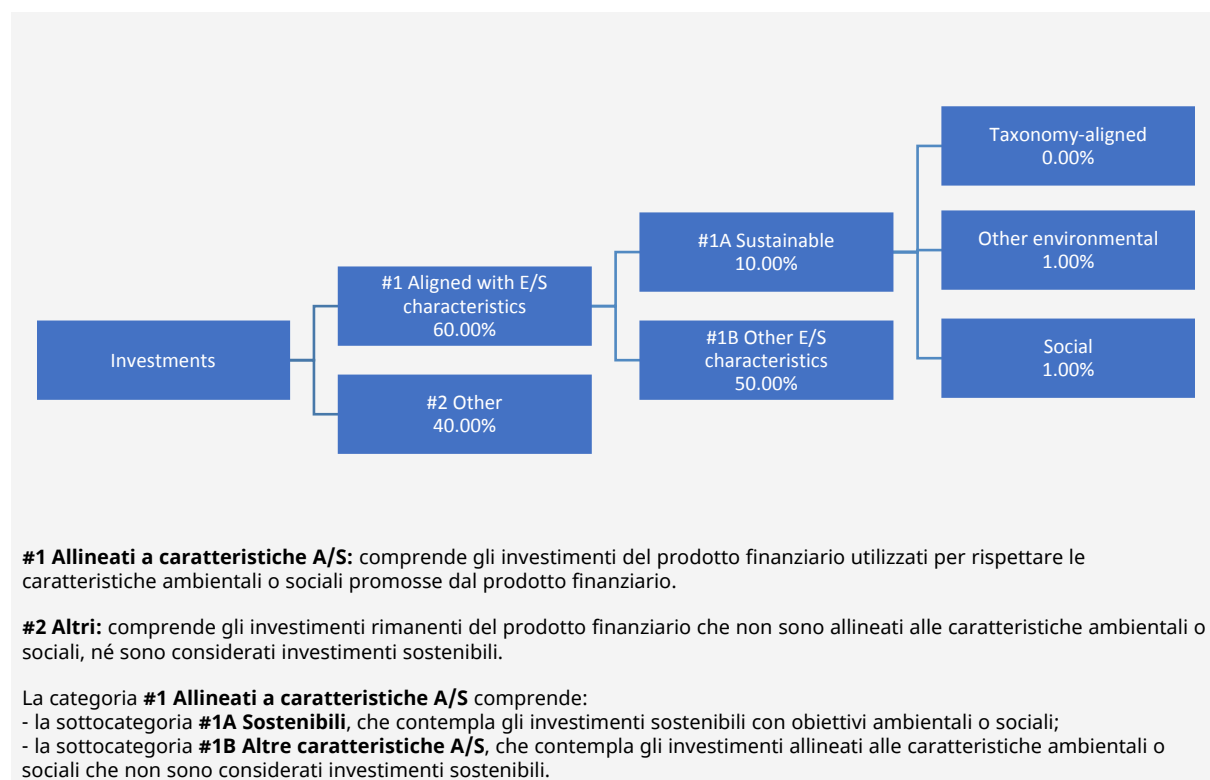 Taxonomy-aligned
0.00%
#1A Sustainable
10.00%
Other environmental
1.00%
#1 Aligned with E/S
characteristics
60.00%
Investments
#1B Other E/S
characteristics
50.00%
Social
1.00%
#2 Other
40.00%
#1 Allineati a caratteristiche A/S: comprende gli investimenti del prodotto finanziario utilizzati per rispettare le
caratteristiche ambientali o sociali promosse dal prodotto finanziario.
#2 Altri: comprende gli investimenti rimanenti del prodotto finanziario che non sono allineati alle caratteristiche ambientali o
sociali, né sono considerati investimenti sostenibili.
La categoria #1 Allineati a caratteristiche A/S comprende:
- la sottocategoria #1A Sostenibili, che contempla gli investimenti sostenibili con obiettivi ambientali o sociali;
- la sottocategoria #1B Altre caratteristiche A/S, che contempla gli investimenti allineati alle caratteristiche ambientali o
sociali che non sono considerati investimenti sostenibili.